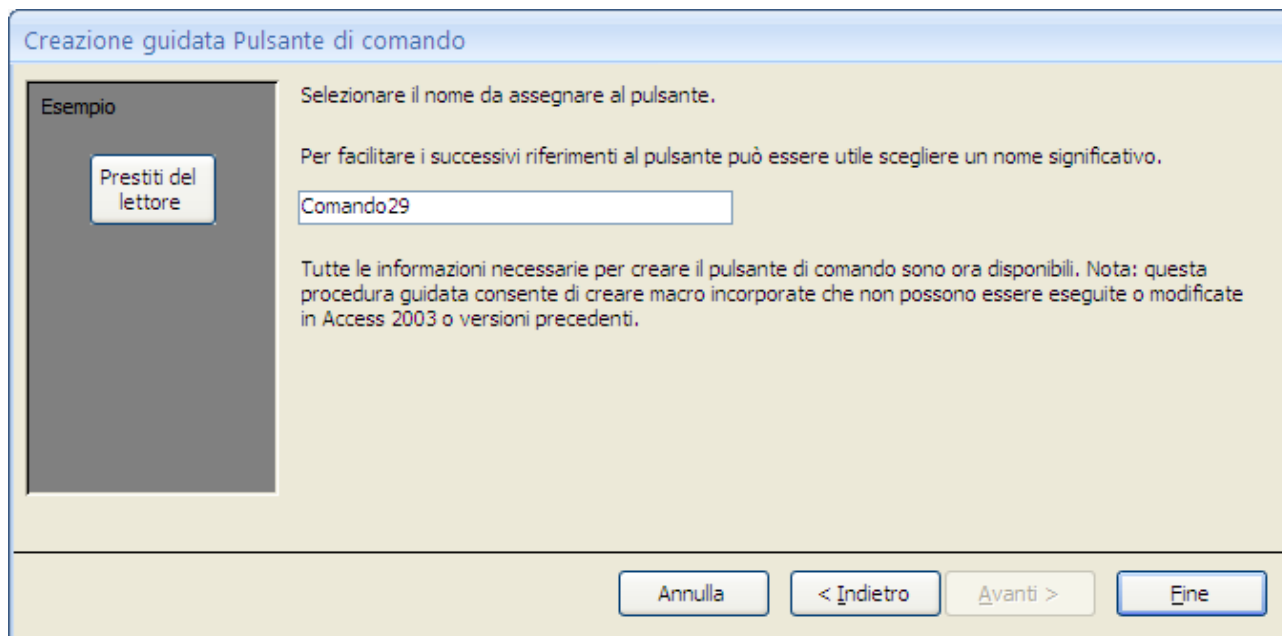 Creazione guidata Pulsante di comando
Esempio
Prestiti del
lettore
Selezionare il nome da assegnare al pulsante.
Per facilitare i successivi riferimenti al pulsante può essere utile scegliere un nome significativo.
Comando29
Tutte le informazioni necessarie per creare il pulsante di comando sono ora disponibili. Nota: questa
procedura guidata consente di creare macro incorporate che non possono essere eseguite o modificate
in Access 2003 o versioni precedenti.
Annulla
< Indietro
Avanti >
Fine